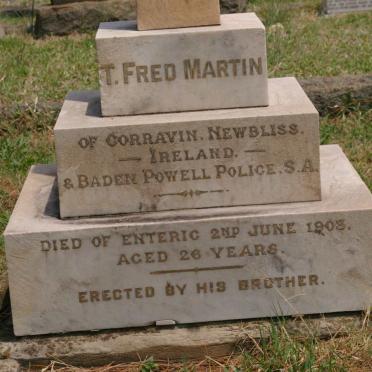 T. FRED MARTIN
OF CORRAVIN. NEWBLISS.
— IRELAND. —
& BADEN POWELL POLICE. S.A.
DIED OF ENTERIC 2ND JUNE 1903.
AGED 26 YEARS.
ERECTED BY HIS BROTHER.